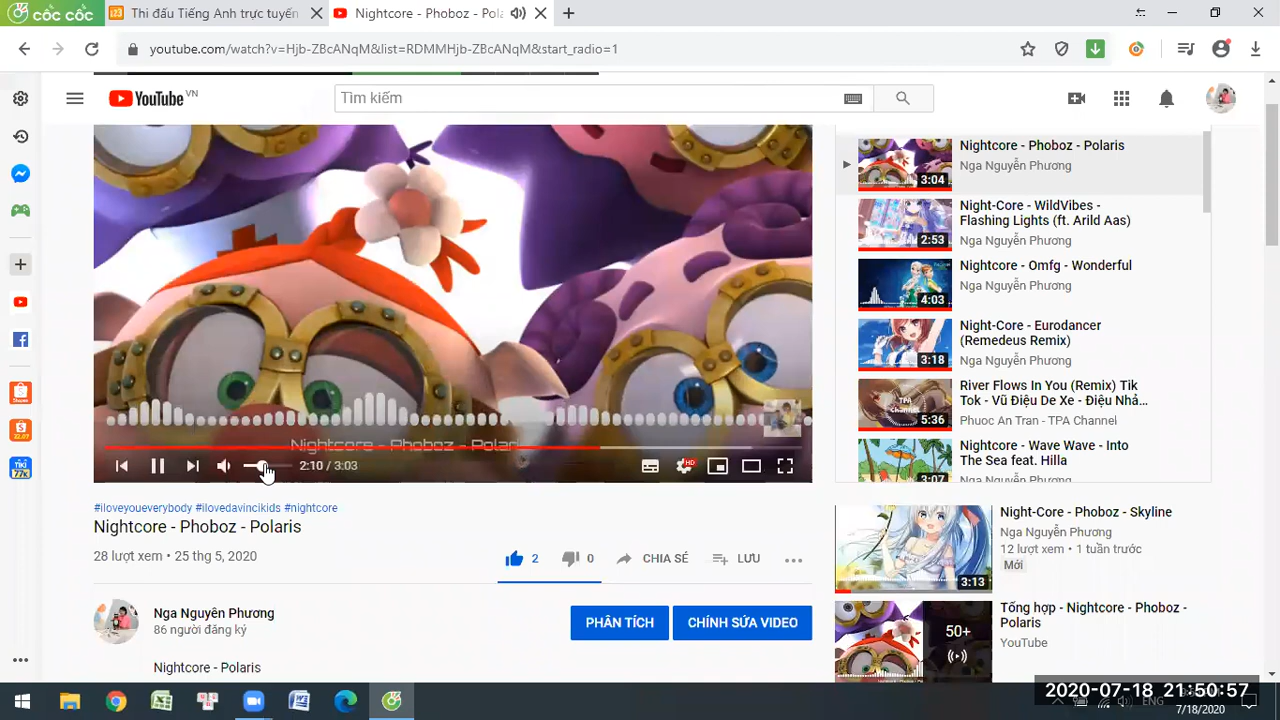 cốc cốc
Thi đấu Tiếng Anh trực tuyến
Nightcore - Phoboz - Pola
youtube.com/watch?v=Hjb-ZBcANqM&list=RDMMHjb-ZBcANqM&start_radio=1
YouTube VN
Tìm kiếm
Nightcore - Phoboz - Polari
2:10 / 3:03
HD
#iloveyoueverybody #ilovedavincikids #nightcore
Nightcore - Phoboz - Polaris
28 lượt xem • 25 thg 5, 2020
2
0
CHIA SẺ
LƯU
Nga Nguyễn Phương
86 người đăng ký
PHÂN TÍCH
CHỈNH SỬA VIDEO
Nightcore - Polaris
Nightcore - Phoboz - Polaris
Nga Nguyễn Phương
3:04
Night-Core - WildVibes -
Flashing Lights (ft. Arild Aas)
Nga Nguyễn Phương
2:53
Nightcore - Omfg - Wonderful
Nga Nguyễn Phương
4:03
Night-Core - Eurodancer
(Remedeus Remix)
Nga Nguyễn Phương
3:18
River Flows In You (Remix) Tik
Tok - Vũ Điệu De Xe - Điệu Nhả...
Phuoc An Tran - TPA Channel
TPA
Channel
5:36
Nightcore - Wave Wave - Into
The Sea feat. Hilla
Nga Nguyễn Phương
3:07
Night-Core - Phoboz - Skyline
Nga Nguyễn Phương
12 lượt xem • 1 tuần trước
Mới
3:13
Tổng hợp - Nightcore - Phoboz -
Polaris
YouTube
50+
2020-07-18 21:50:57
ENG
7/18/2020